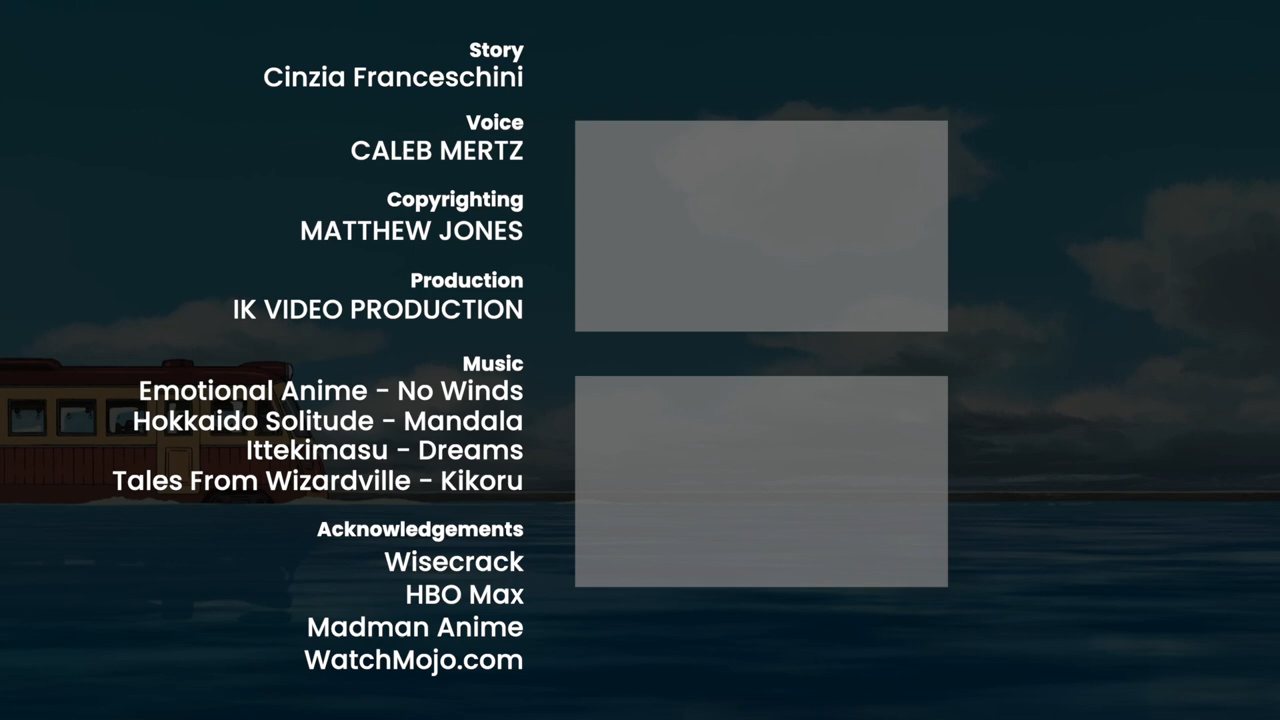 Story
Cinzia Franceschini
Voice
CALEB MERTZ
Copyrighting
MATTHEW JONES
Production
IK VIDEO PRODUCTION
Music
Emotional Anime - No Winds
Hokkaido Solitude - Mandala
Ittekimasu - Dreams
Tales From Wizardville - Kikoru
Acknowledgements
Wisecrack
HBO Max
Madman Anime
WatchMojo.com